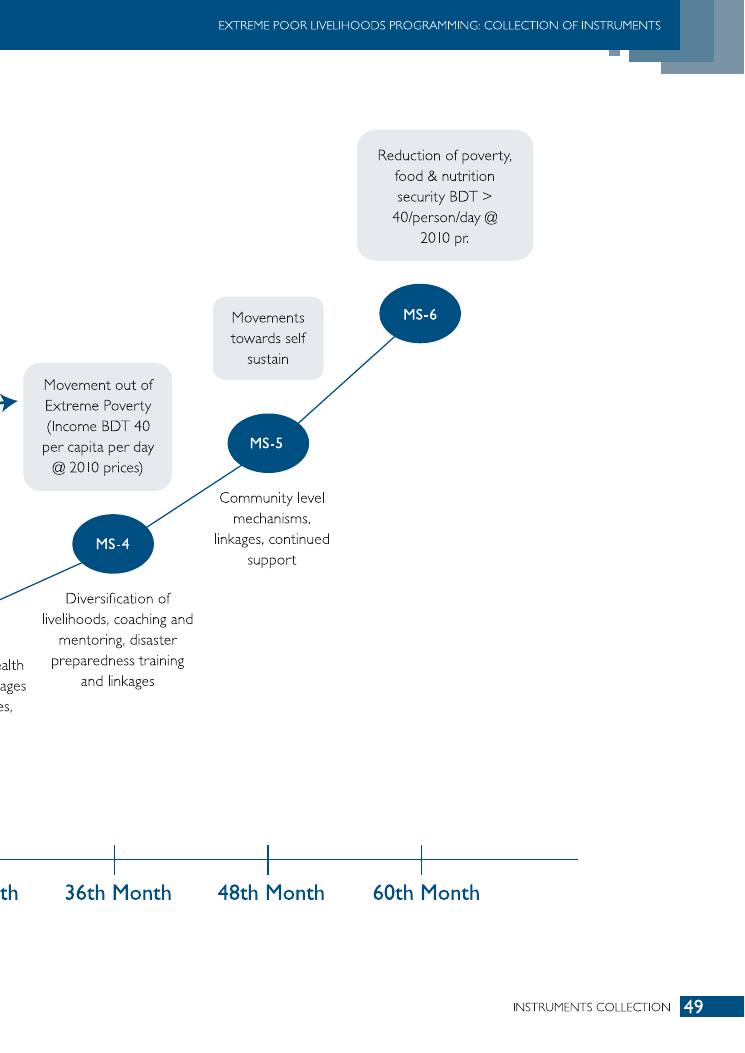 EXTREME POOR LIVELIHOODS PROGRAMMING: COLLECTION OF INSTRUMENTS
Reduction of poverty,
food & nutrition
security BDT >
40/person/day @
2010 pr.
MS-6
Movements
towards self
sustain
Movement out of
Extreme Poverty
(Income BDT 40
per capita per day
@ 2010 prices)
MS-5
Community level
mechanisms,
linkages, continued
support
MS-4
Diversification of
livelihoods, coaching and
mentoring, disaster
preparedness training
and linkages
ealth
ages
es,
th
36th Month
48th Month
60th Month
INSTRUMENTS COLLECTION 49